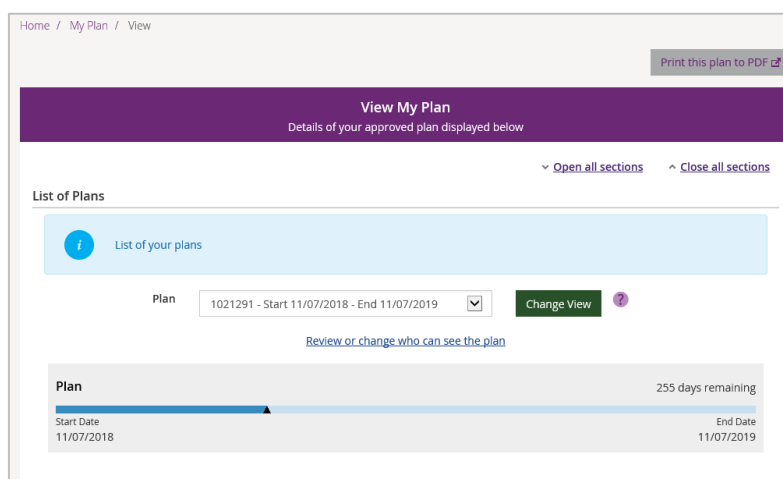 Home / My Plan / View
Print this plan to PDF
View My Plan
Details of your approved plan displayed below
Open all sections Close all sections
List of Plans
i List of your plans
Plan 1021291 - Start 11/07/2018 - End 11/07/2019 Change View ?
Review or change who can see the plan
Plan 255 days remaining
Start Date End Date
11/07/2018 11/07/2019